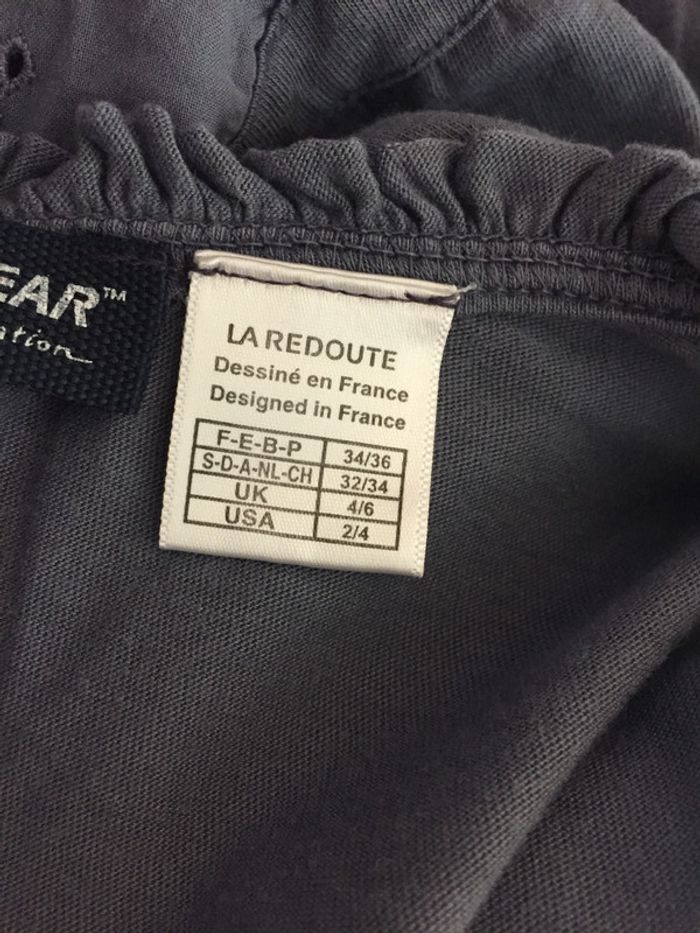 EAR™
LA REDOUTE
Dessiné en France
Designed in France
F-E-B-P 34/36
S-D-A-NL-CH 32/34
UK 4/6
USA 2/4